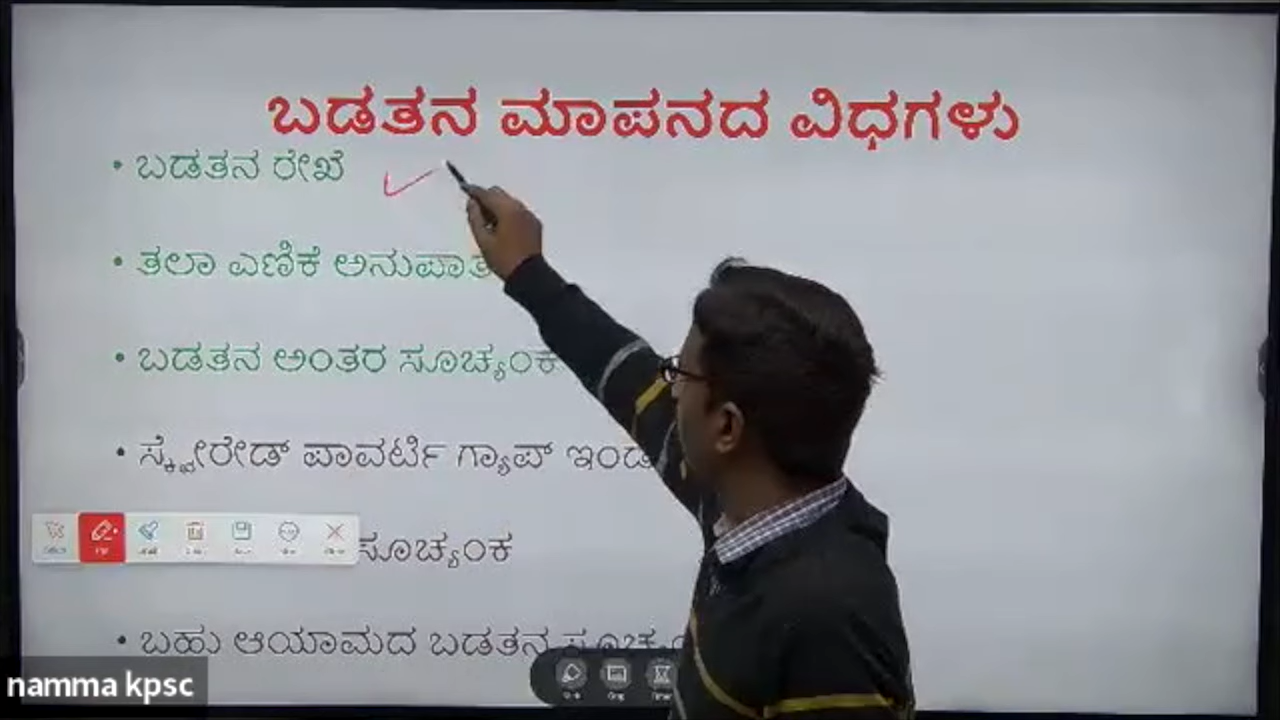 ಬಡತನ ಮಾಪನದ ವಿಧಗಳು
• ಬಡತನ ರೇಖೆ
• ತಲಾ ಎಣಿಕೆ ಅನುಪಾತ
• ಬಡತನ ಅಂತರ ಸೂಚ್ಯಂಕ
• ಸ್ಕ್ವೇರೇಡ್ ಪಾವರ್ಟಿ ಗ್ಯಾಪ್
ಸೂಚ್ಯಂಕ
• ಬಹು ಆಯಾಮದ ಬಡತನ
namma kpsc